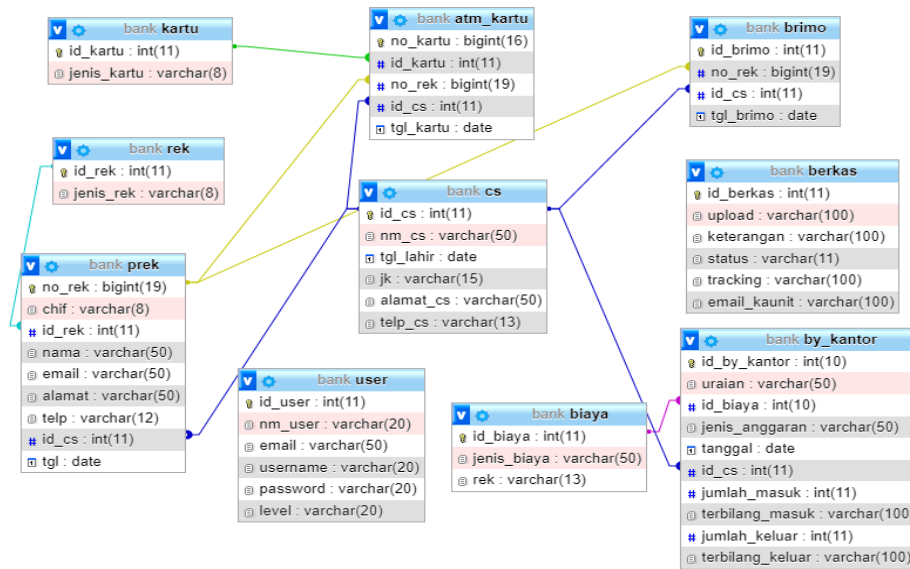 bank kartu
id_kartu : int(11)
jenis_kartu : varchar(8)
bank atm_kartu
no_kartu : bigint(16)
id_kartu : int(11)
no_rek : bigint(19)
id_cs : int(11)
tgl_kartu : date
bank brimo
id_brimo : int(11)
no_rek : bigint(19)
id_cs : int(11)
tgl_brimo : date
bank rek
id_rek : int(11)
jenis_rek : varchar(8)
bank cs
id_cs : int(11)
nm_cs : varchar(50)
tgl_lahir : date
jk : varchar(15)
alamat_cs : varchar(50)
telp_cs : varchar(13)
bank berkas
id_berkas : int(11)
upload : varchar(100)
keterangan : varchar(100)
status : varchar(11)
tracking : varchar(100)
email_kaunit : varchar(100)
bank prek
no_rek : bigint(19)
chif : varchar(8)
id_rek : int(11)
nama : varchar(50)
email : varchar(50)
alamat : varchar(50)
telp : varchar(12)
id_cs : int(11)
tgl : date
bank user
id_user : int(11)
nm_user : varchar(20)
email : varchar(50)
username : varchar(20)
password : varchar(20)
level : varchar(20)
bank biaya
id_biaya : int(11)
jenis_biaya : varchar(50)
rek : varchar(13)
bank by_kantor
id_by_kantor : int(10)
uraian : varchar(50)
id_biaya : int(10)
jenis_anggaran : varchar(50)
tanggal : date
id_cs : int(11)
jumlah_masuk : int(11)
terbilang_masuk : varchar(100)
jumlah_keluar : int(11)
terbilang_keluar : varchar(100)